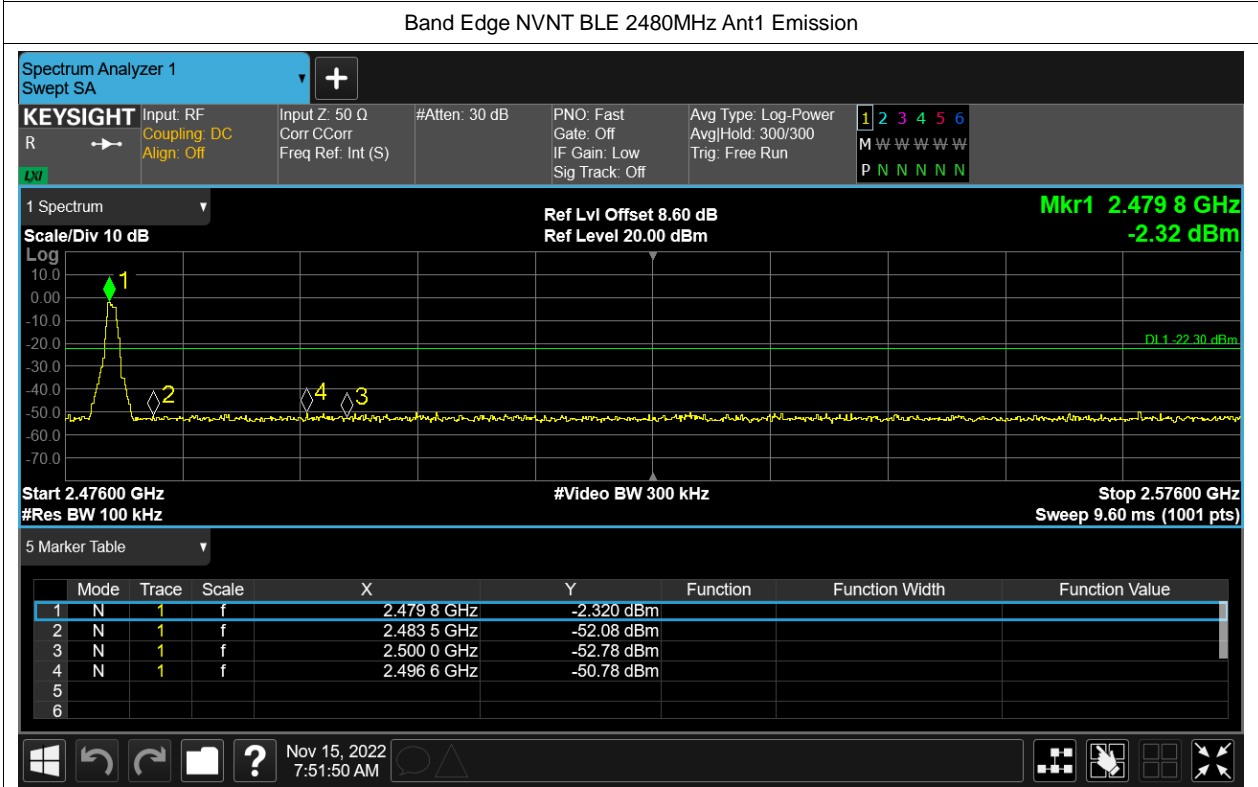 Band Edge NVNT BLE 2480MHz Ant1 Emission
Spectrum Analyzer 1
Swept SA
+
KEYSIGHT Input: RF Input Z: 50 Ω #Atten: 30 dB PNO: Fast Avg Type: Log-Power 1 2 3 4 5 6
R Coupling: DC Corr CCorr Gate: Off Avg|Hold: 300/300 M W W W W W
Align: Off Freq Ref: Int (S) IF Gain: Low Trig: Free Run
LXI Sig Track: Off P N N N N N
1 Spectrum Ref Lvl Offset 8.60 dB Mkr1 2.479 8 GHz
Scale/Div 10 dB Ref Level 20.00 dBm -2.32 dBm
Log
10.0 1
0.00
-10.0
-20.0 DL1 -22.30 dBm
-30.0
-40.0 2 4 3
-50.0
-60.0
-70.0
Start 2.47600 GHz #Video BW 300 kHz Stop 2.57600 GHz
#Res BW 100 kHz Sweep 9.60 ms (1001 pts)
5 Marker Table
Mode Trace Scale X Y Function Function Width Function Value
1 N 1 f 2.479 8 GHz -2.320 dBm
2 N 1 f 2.483 5 GHz -52.08 dBm
3 N 1 f 2.500 0 GHz -52.78 dBm
4 N 1 f 2.496 6 GHz -50.78 dBm
5
6
? Nov 15, 2022
7:51:50 AM